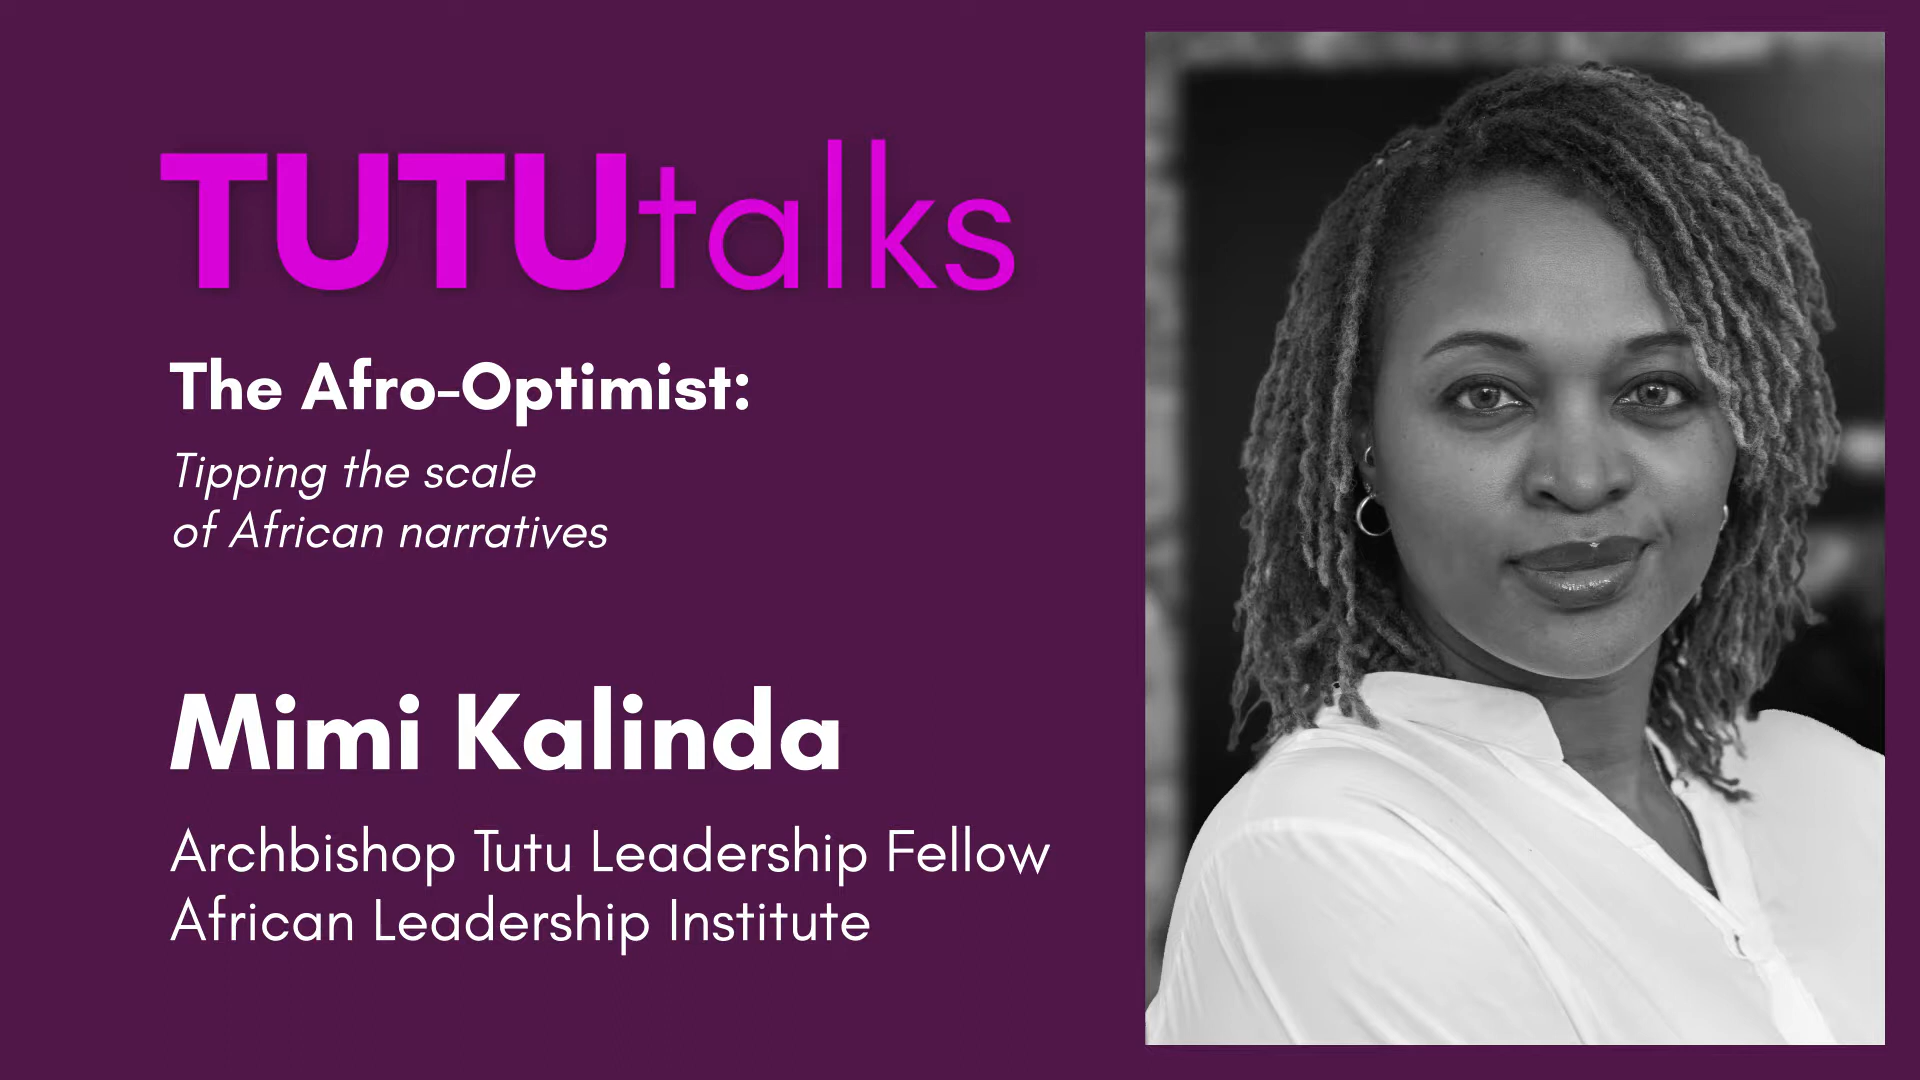 TUTUtalks
The Afro-Optimist:
Tipping the scale
of African narratives
Mimi Kalinda
Archbishop Tutu Leadership Fellow
African Leadership Institute